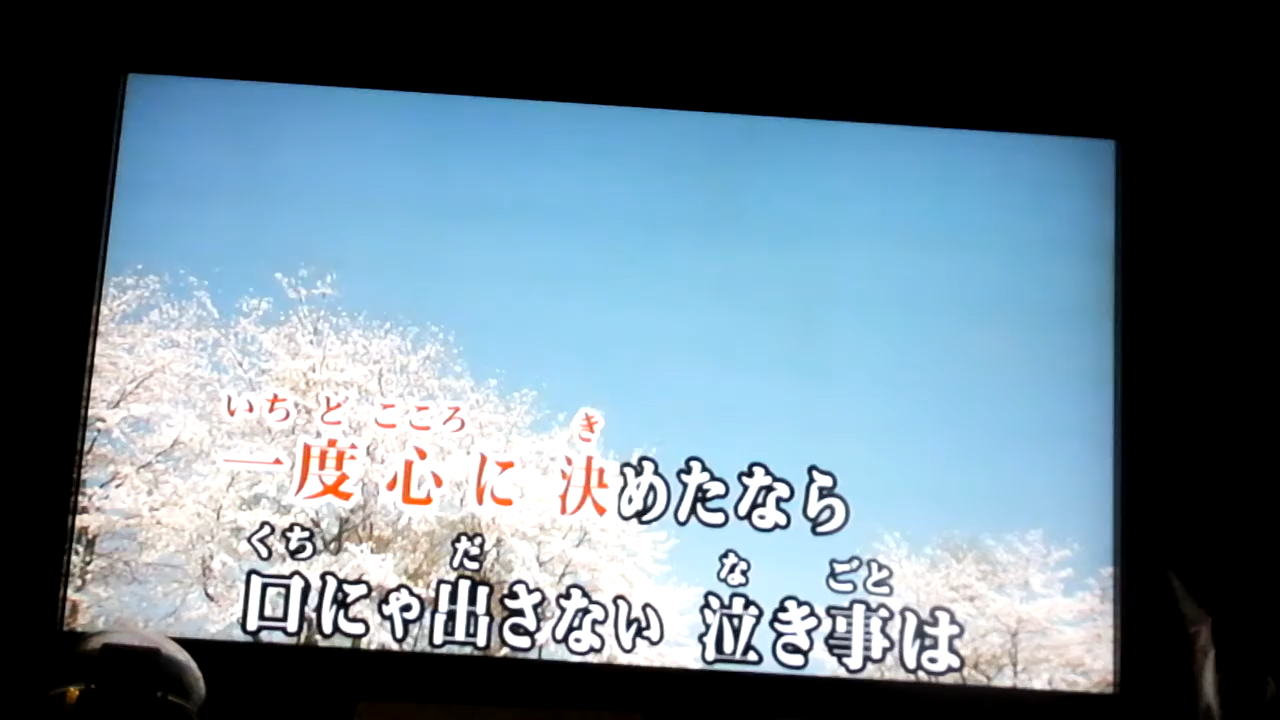 いちどこころ き
一度心に 決めたなら
くち だ な ごと
口にゃ出さない 泣き事は